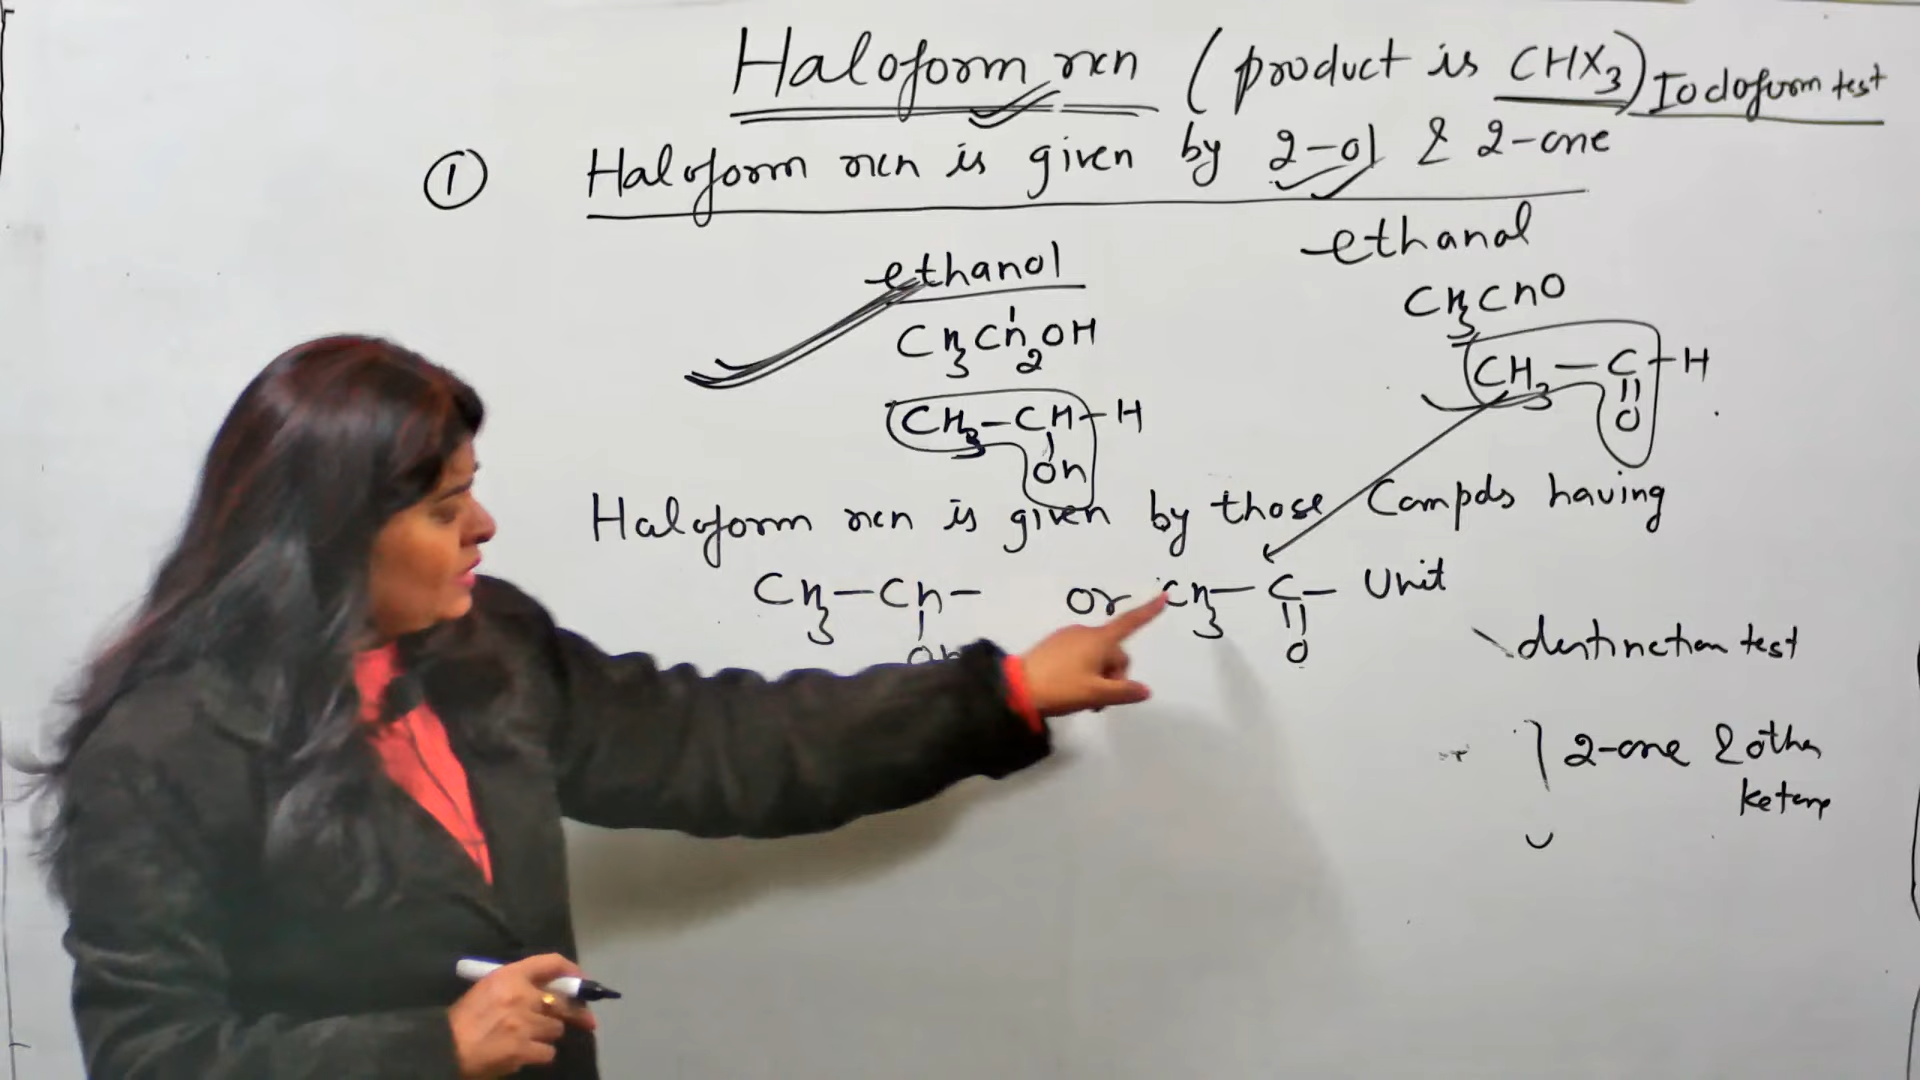 Haloform rxn (product is CHX3) Iodoform test
① Haloform rxn is given by 2-ol & 2-one
ethanol
CH3CH2OH
CH3-CH-H
OH
ethanal
CH3CHO
CH3-C-H
O
Haloform rxn is given by those Compds having
CH3-CH- or CH3-C- Unit
OH
O
destinction test
2-one & other
ketone